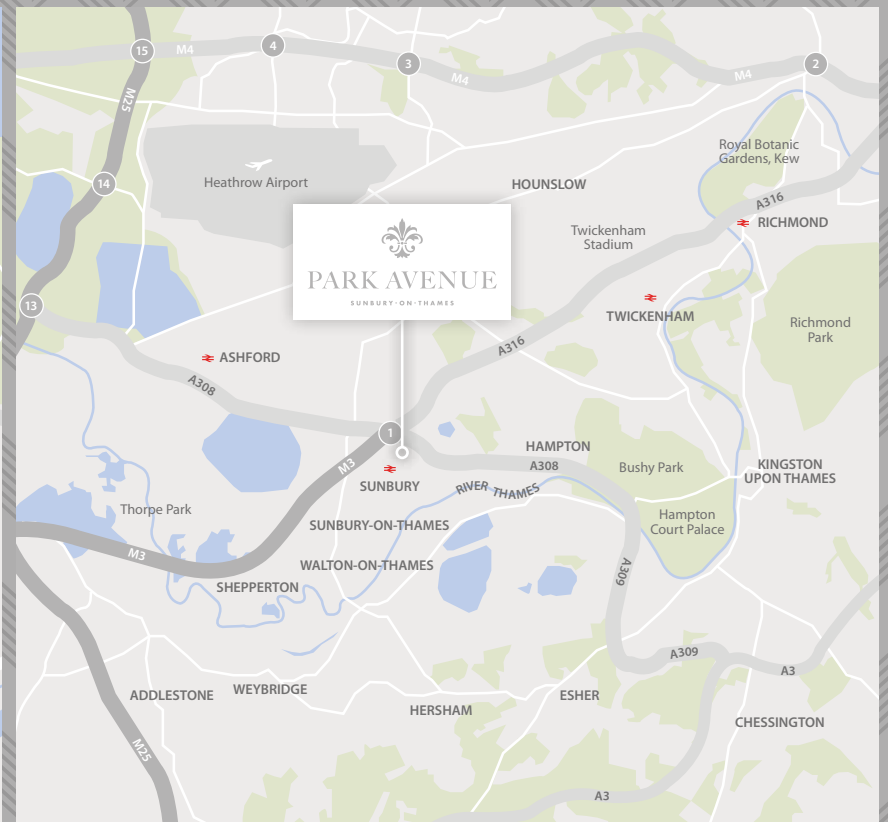 15
M4
4
3
M4
M4
2
M25
14
Heathrow Airport
HOUNSLOW
Royal Botanic
Gardens, Kew
A316
RICHMOND
Twickenham
Stadium
PARK AVENUE
SUNBURY·ON·THAMES
13
TWICKENHAM
Richmond
Park
ASHFORD
A316
A308
1
HAMPTON
A308
M3
SUNBURY
RIVER THAMES
Bushy Park
KINGSTON
UPON THAMES
Thorpe Park
Hampton
Court Palace
SUNBURY-ON-THAMES
M3
WALTON-ON-THAMES
SHEPPERTON
A309
A309
A3
ADDLESTONE
WEYBRIDGE
HERSHAM
ESHER
CHESSINGTON
M25
A3